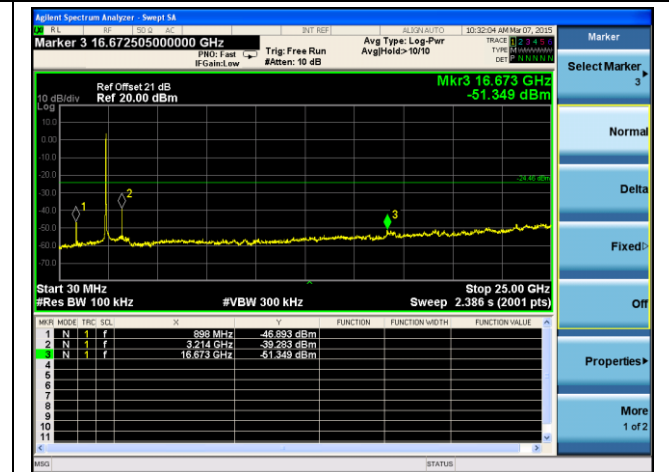 Agilent Spectrum Analyzer - Swept SA
RL RF 50 Ω AC INT REF ALIGN AUTO 10:32:04 AM Mar 07, 2015
Marker 3 16.672505000000 GHz
PNO: Fast
IFGain:Low
Trig: Free Run
#Atten: 10 dB
Avg Type: Log-Pwr
Avg|Hold:>10/10
TRACE 1 2 3 4 5 6
TYPE M
DET P N N N N N
Ref Offset 21 dB
10 dB/div Ref 20.00 dBm
Log
Mkr3 16.673 GHz
-51.349 dBm
10.0
0.00
-10.0
-20.0
-24.46 dBm
-30.0
-40.0
-50.0
-60.0
-70.0
1
2
3
Start 30 MHz Stop 25.00 GHz
#Res BW 100 kHz #VBW 300 kHz Sweep 2.386 s (2001 pts)
MKR MODE TRC SCL X Y FUNCTION FUNCTION WIDTH FUNCTION VALUE
1 N 1 f 898 MHz -46.893 dBm
2 N 1 f 3.214 GHz -39.283 dBm
3 N 1 f 16.673 GHz -51.349 dBm
4
5
6
7
8
9
10
11
MSG STATUS
Marker
Select Marker
3
Normal
Delta
Fixed
Off
Properties
More
1 of 2